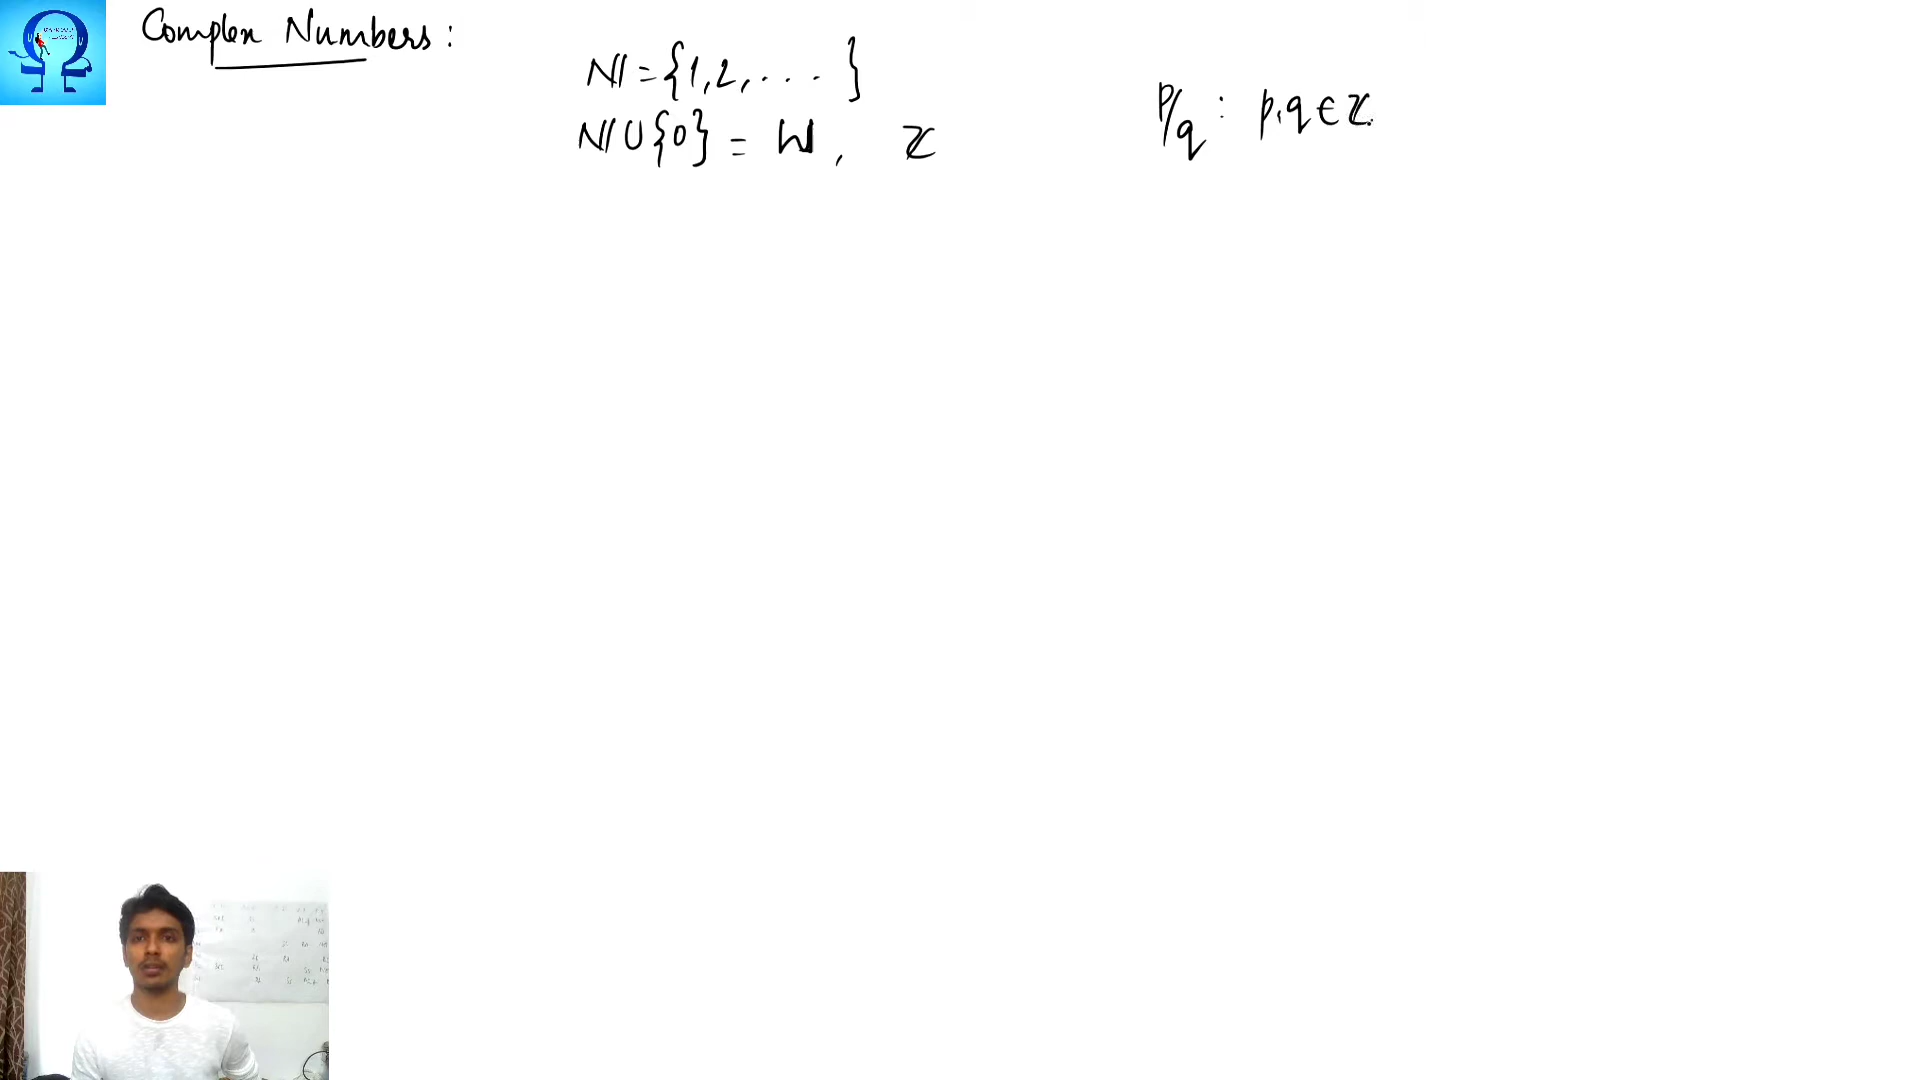 Complex Numbers:
ℕ = {1, 2, .... }
ℕ ∪ {0} = W, ℤ
P/q : p, q ∈ ℤ